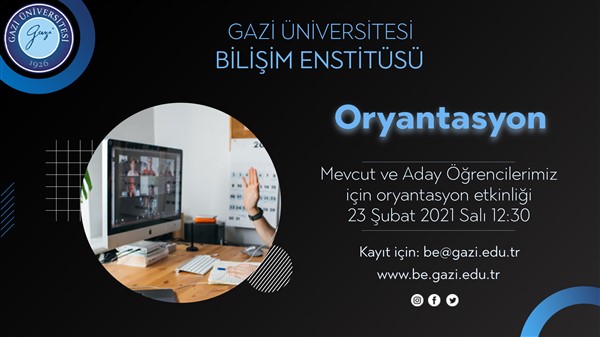 GAZİ ÜNİVERSİTESİ
Gazi
1926
GAZİ ÜNİVERSİTESİ
BİLİŞİM ENSTİTÜSÜ
Oryantasyon
Mevcut ve Aday Öğrencilerimiz
için oryantasyon etkinliği
23 Şubat 2021 Salı 12:30
Kayıt için: be@gazi.edu.tr
www.be.gazi.edu.tr